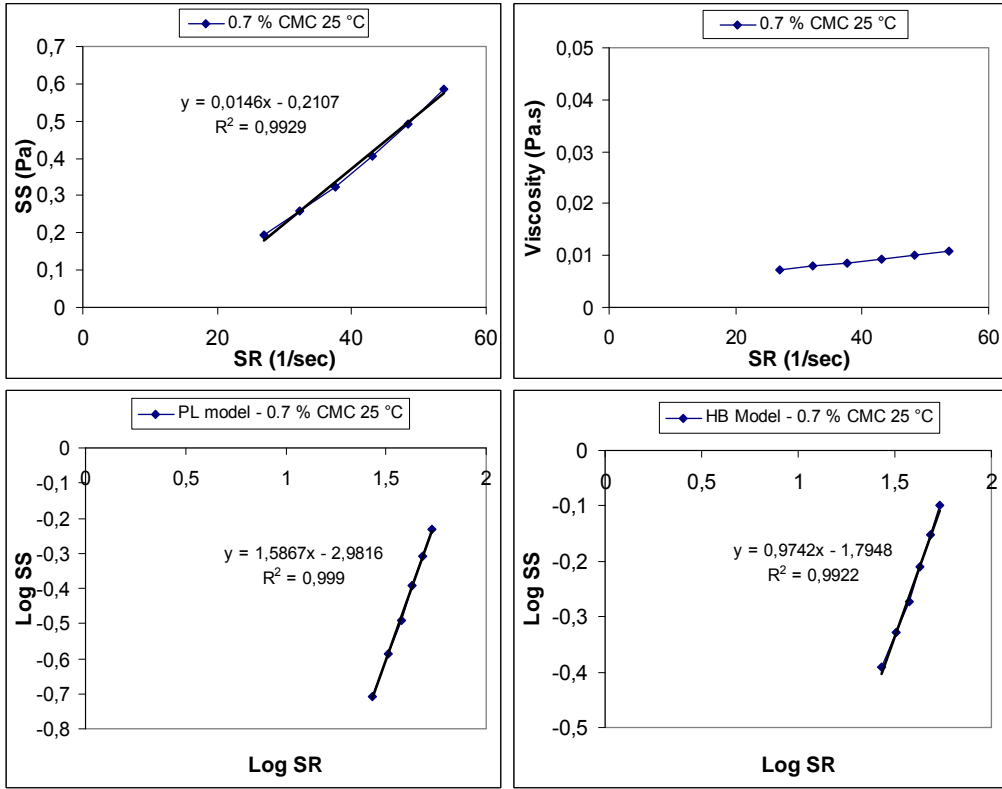 0.7 % CMC 25 °C
0,7
0,6
0,5
0,4
0,3
0,2
0,1
0
y = 0,0146x - 0,2107
R² = 0,9929
SS (Pa)
0 20 40 60
SR (1/sec)
0.7 % CMC 25 °C
0,05
0,04
0,03
0,02
0,01
0
Viscosity (Pa.s)
0 20 40 60
SR (1/sec)
PL model - 0.7 % CMC 25 °C
0
0 0,5 1 1,5 2
-0,1
-0,2
-0,3
-0,4
-0,5
-0,6
-0,7
-0,8
y = 1,5867x - 2,9816
R² = 0,999
Log SS
Log SR
HB Model - 0.7 % CMC 25 °C
0
0 0,5 1 1,5 2
-0,1
-0,2
-0,3
-0,4
-0,5
y = 0,9742x - 1,7948
R² = 0,9922
Log SS
Log SR